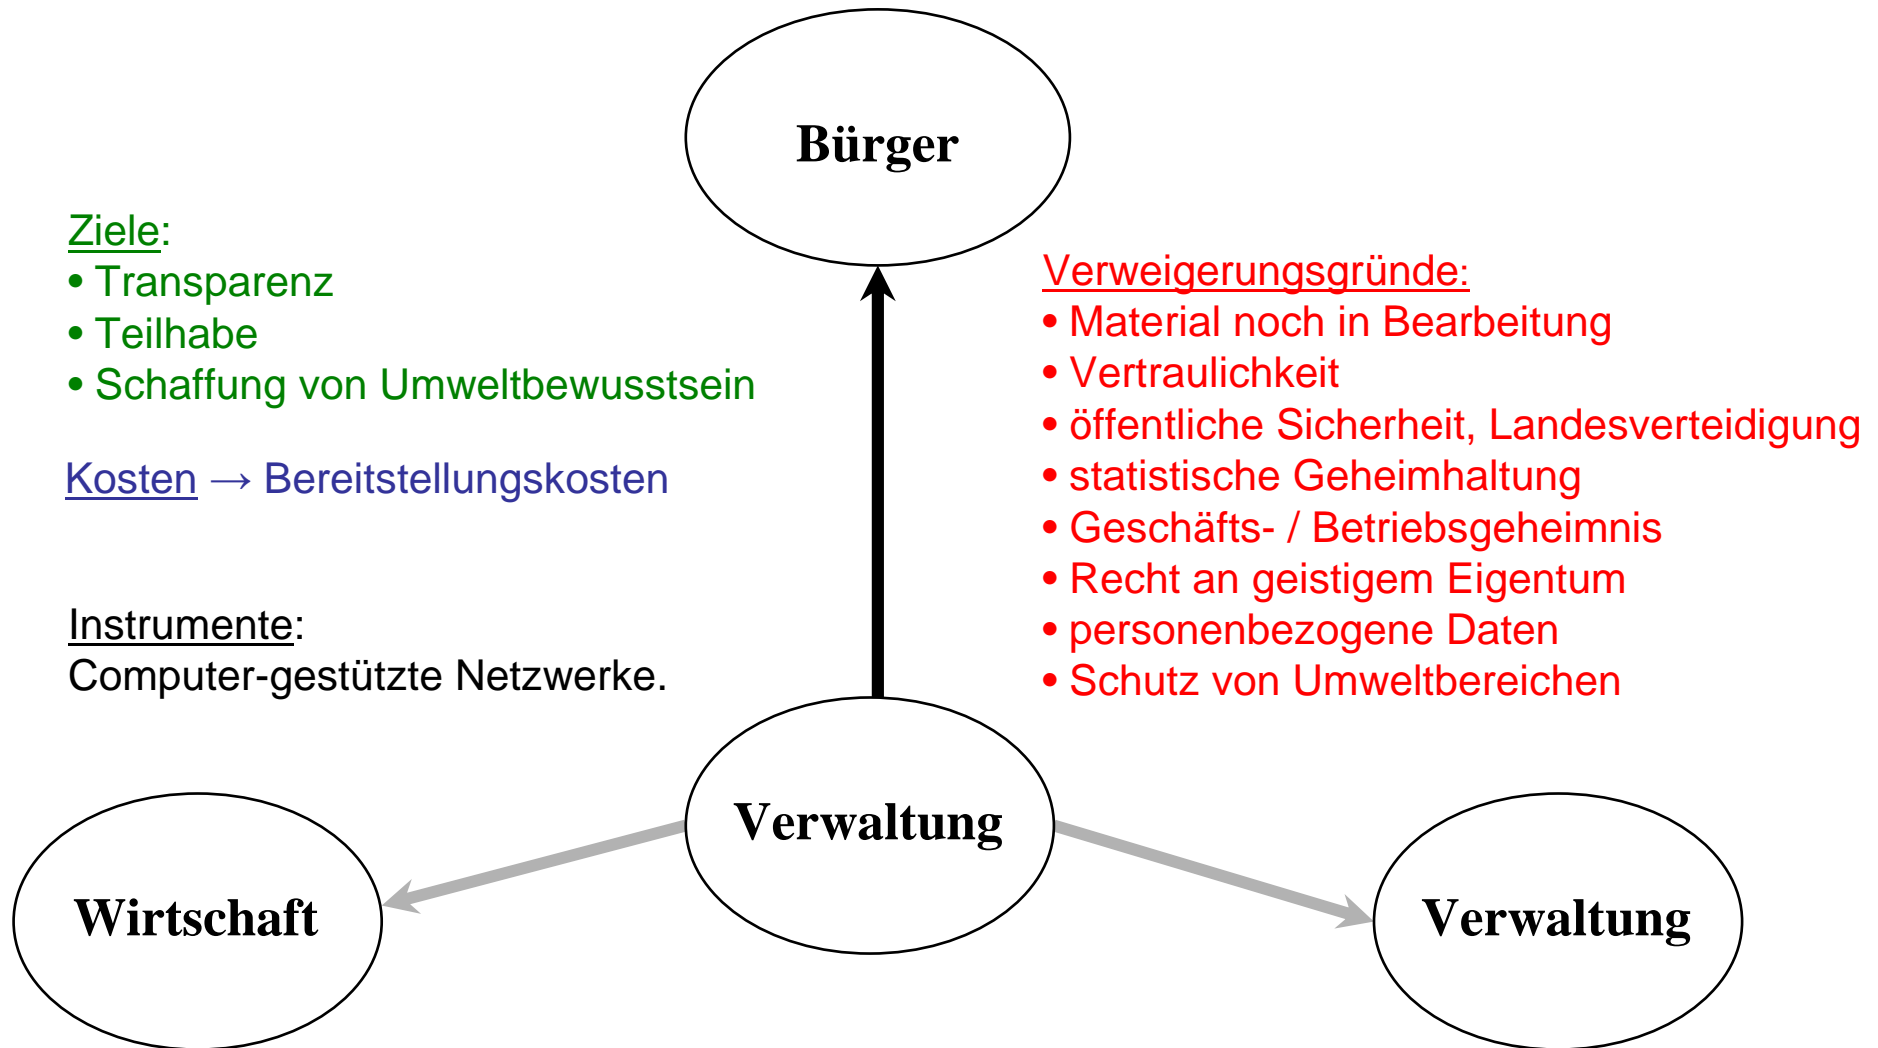 Bürger
Ziele:
• Transparenz
• Teilhabe
• Schaffung von Umweltbewusstsein
Kosten → Bereitstellungskosten
Instrumente:
Computer-gestützte Netzwerke.
Verweigerungsgründe:
• Material noch in Bearbeitung
• Vertraulichkeit
• öffentliche Sicherheit, Landesverteidigung
• statistische Geheimhaltung
• Geschäfts- / Betriebsgeheimnis
• Recht an geistigem Eigentum
• personenbezogene Daten
• Schutz von Umweltbereichen
Verwaltung
Wirtschaft
Verwaltung